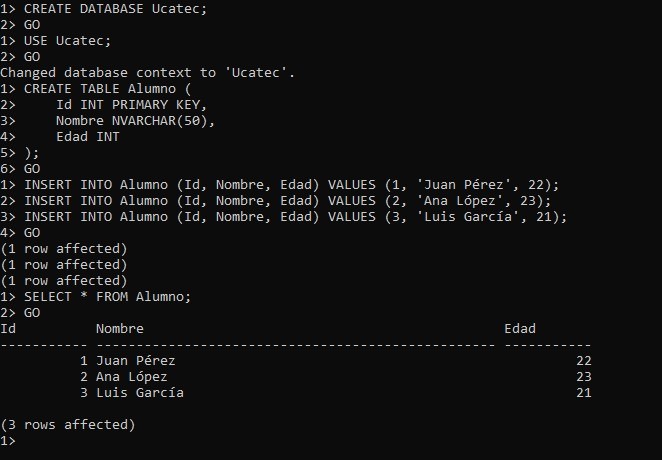 1> CREATE DATABASE Ucatec;
2> GO
1> USE Ucatec;
2> GO
Changed database context to 'Ucatec'.
1> CREATE TABLE Alumno (
2>     Id INT PRIMARY KEY,
3>     Nombre NVARCHAR(50),
4>     Edad INT
5> );
6> GO
1> INSERT INTO Alumno (Id, Nombre, Edad) VALUES (1, 'Juan Pérez', 22);
2> INSERT INTO Alumno (Id, Nombre, Edad) VALUES (2, 'Ana López', 23);
3> INSERT INTO Alumno (Id, Nombre, Edad) VALUES (3, 'Luis García', 21);
4> GO
(1 row affected)
(1 row affected)
(1 row affected)
1> SELECT * FROM Alumno;
2> GO
Id          Nombre                                             Edad
----------- -------------------------------------------------- -----------
          1 Juan Pérez                                                  22
          2 Ana López                                                   23
          3 Luis García                                                 21

(3 rows affected)
1>